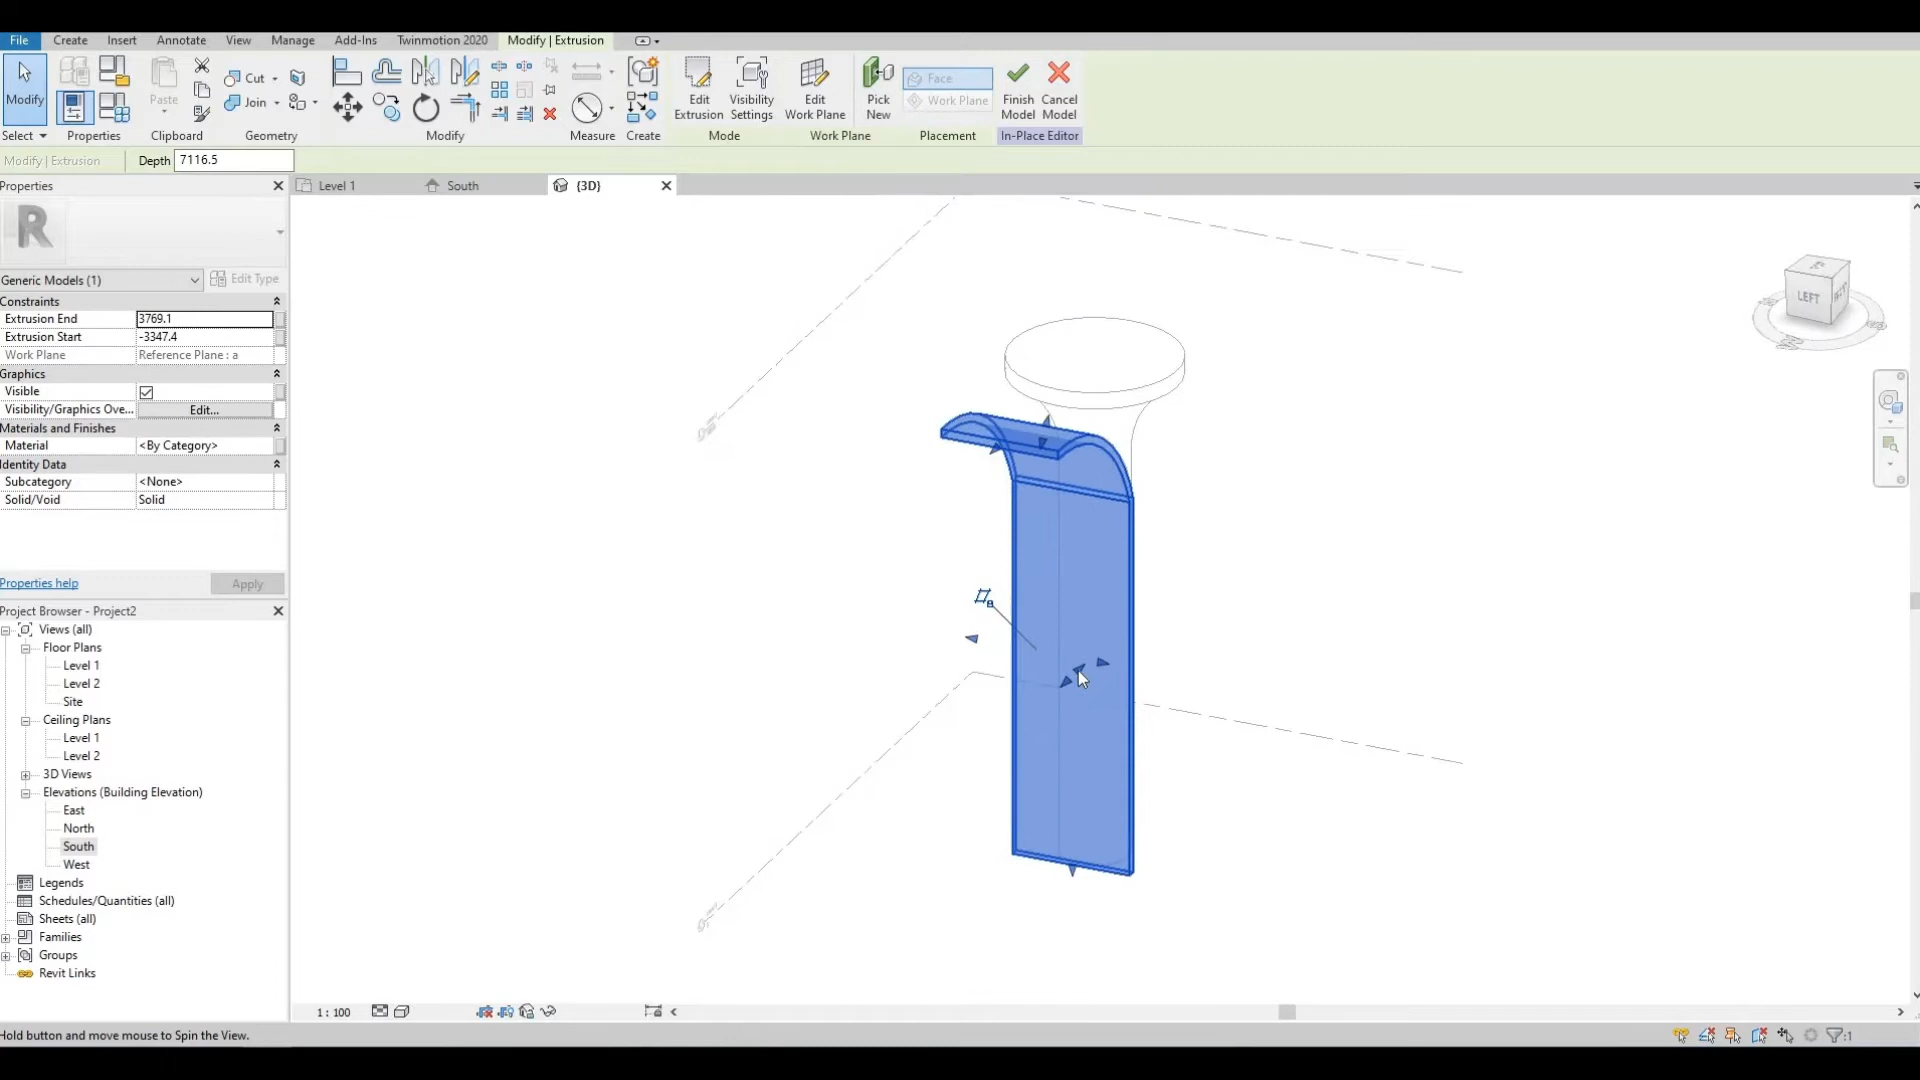 File Create Insert Annotate View Manage Add-Ins Twinmotion 2020 Modify | Extrusion
Modify
Select
Properties
Paste
Clipboard
Cut
Join
Geometry
Modify
Measure
Create
Edit Extrusion
Visibility Settings
Mode
Edit Work Plane
Work Plane
Pick New
Face
Work Plane
Placement
Finish Model
Cancel Model
In-Place Editor
Modify | Extrusion Depth 7116.5
Properties
Level 1 South {3D}
R
Generic Models (1) Edit Type
Constraints
Extrusion End 3769.1
Extrusion Start -3347.4
Work Plane Reference Plane : a
Graphics
Visible
Visibility/Graphics Ove... Edit...
Materials and Finishes
Material <By Category>
Identity Data
Subcategory <None>
Solid/Void Solid
Properties help Apply
Project Browser - Project2
Views (all)
Floor Plans
Level 1
Level 2
Site
Ceiling Plans
Level 1
Level 2
3D Views
Elevations (Building Elevation)
East
North
South
West
Legends
Schedules/Quantities (all)
Sheets (all)
Families
Groups
Revit Links
LEFT
1 : 100
Hold button and move mouse to Spin the View.
:1